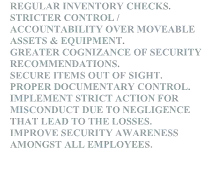 REGULAR INVENTORY CHECKS.
STRICTER CONTROL /
ACCOUNTABILITY OVER MOVEABLE
ASSETS & EQUIPMENT.
GREATER COGNIZANCE OF SECURITY
RECOMMENDATIONS.
SECURE ITEMS OUT OF SIGHT.
PROPER DOCUMENTARY CONTROL.
IMPLEMENT STRICT ACTION FOR
MISCONDUCT DUE TO NEGLIGENCE
THAT LEAD TO THE LOSSES.
IMPROVE SECURITY AWARENESS
AMONGST ALL EMPLOYEES.